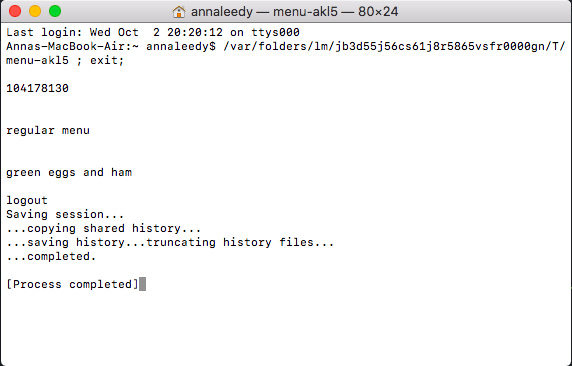 annaleedy — menu-akl5 — 80×24
Last login: Wed Oct  2 20:20:12 on ttys000
Annas-MacBook-Air:~ annaleedy$ /var/folders/lm/jb3d55j56cs61j8r5865vsfr0000gn/T/
menu-akl5 ; exit;
104178130
regular menu
green eggs and ham
logout
Saving session...
...copying shared history...
...saving history...truncating history files...
...completed.
[Process completed]